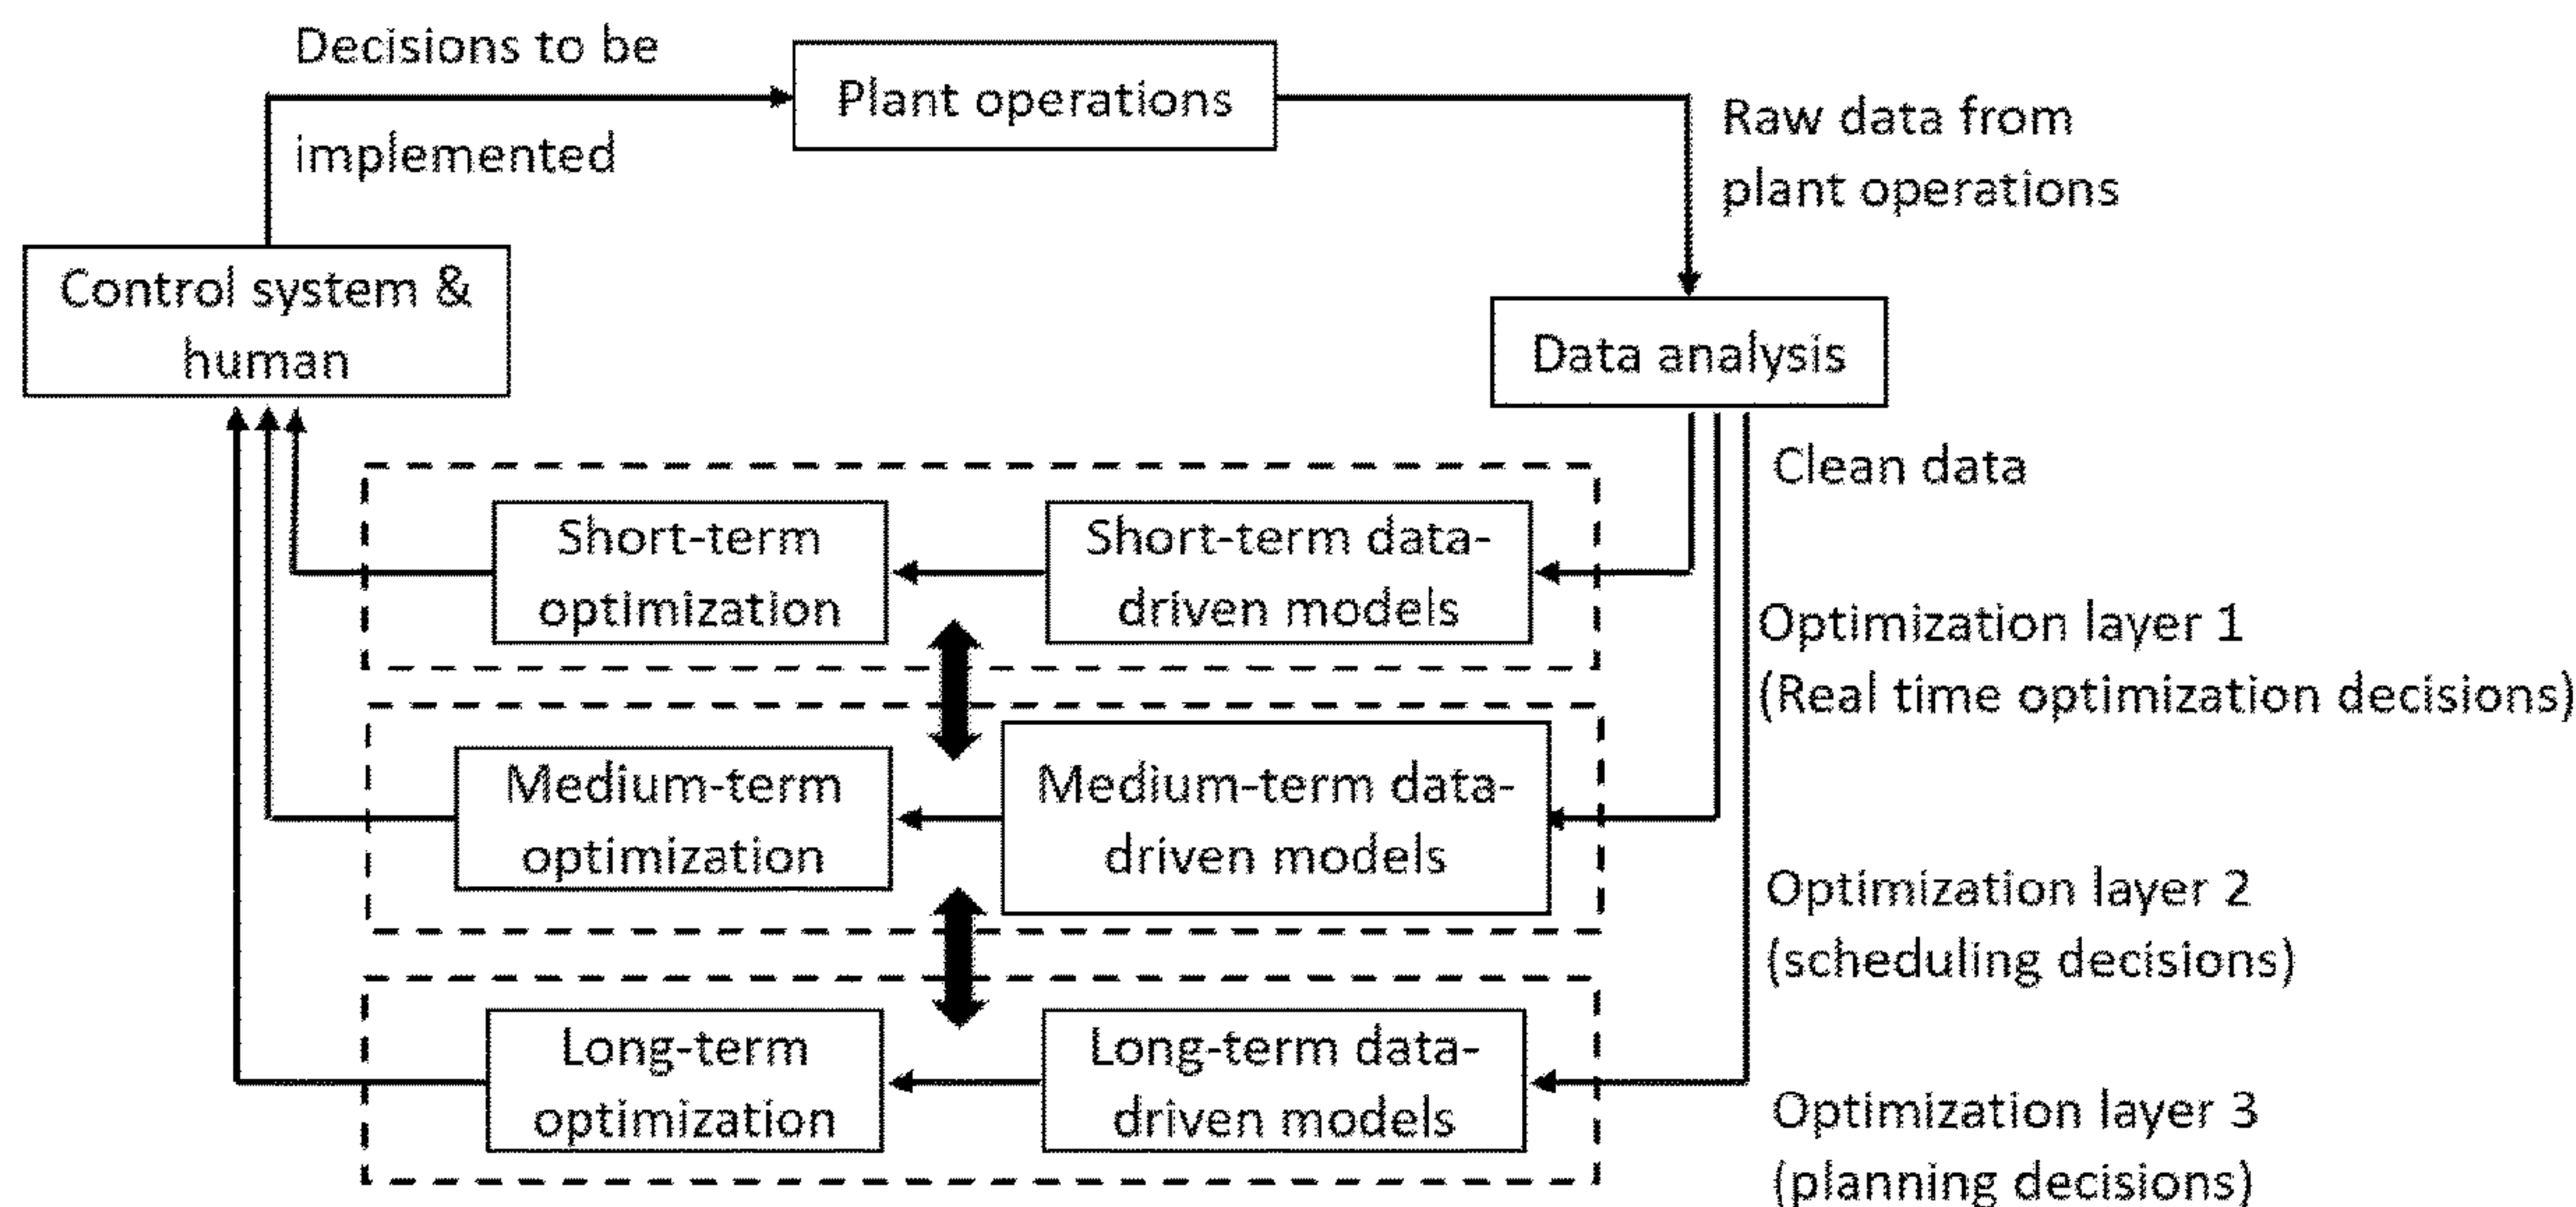 Decisions to be
implemented
Plant operations
Raw data from
plant operations
Control system &
human
Data analysis
Clean data
Short-term
optimization
Short-term data-
driven models
Optimization layer 1
(Real time optimization decisions)
Medium-term
optimization
Medium-term data-
driven models
Optimization layer 2
(scheduling decisions)
Long-term
optimization
Long-term data-
driven models
Optimization layer 3
(planning decisions)